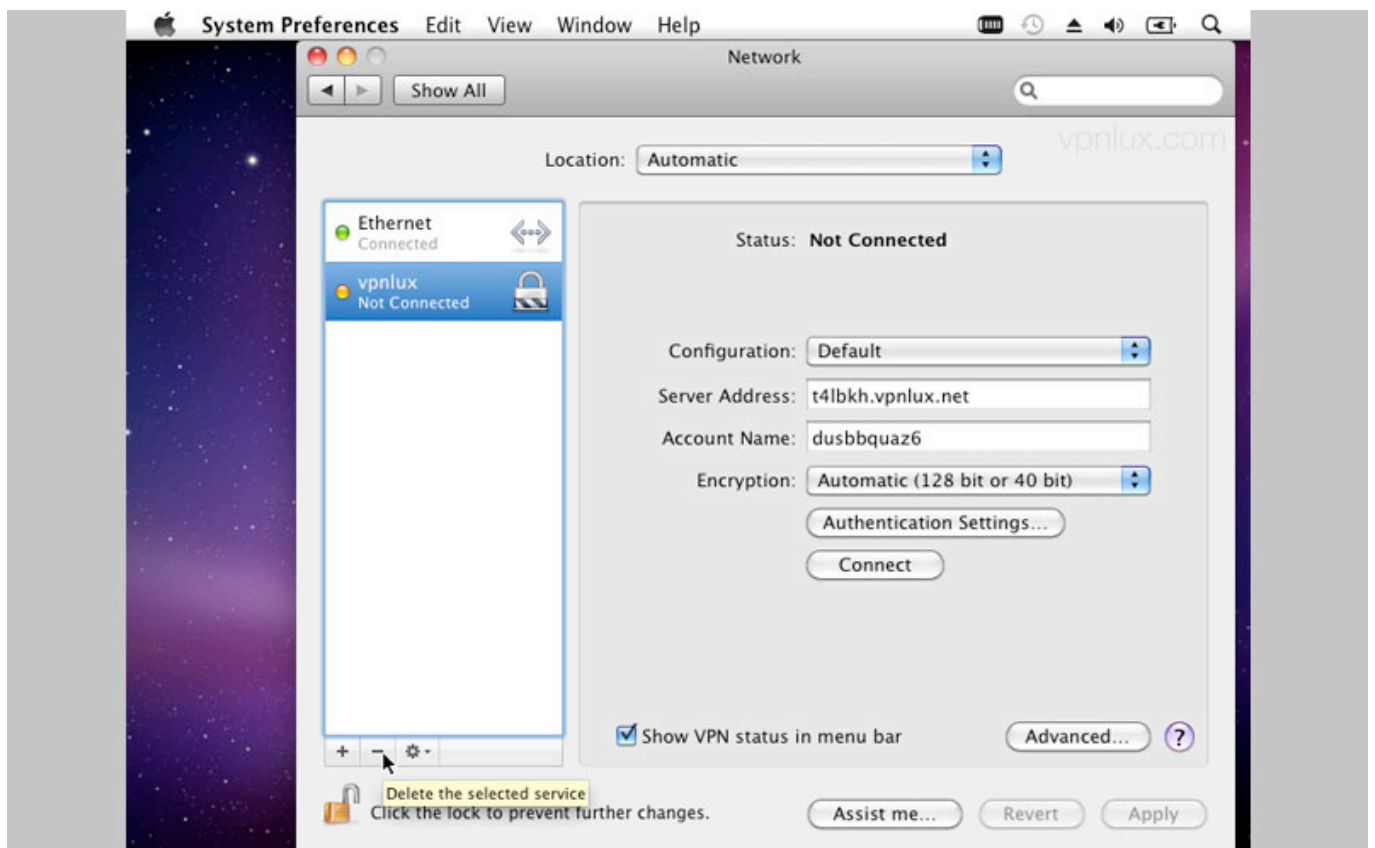 System Preferences Edit View Window Help
Network
Show All
vpnlux.com
Location: Automatic
Ethernet
Connected
vpnlux
Not Connected
Status: Not Connected
Configuration: Default
Server Address: t4lbkh.vpnlux.net
Account Name: dusbbquaz6
Encryption: Automatic (128 bit or 40 bit)
Authentication Settings...
Connect
Show VPN status in menu bar
Advanced... ?
+ −
Delete the selected service
Click the lock to prevent further changes.
Assist me... Revert Apply